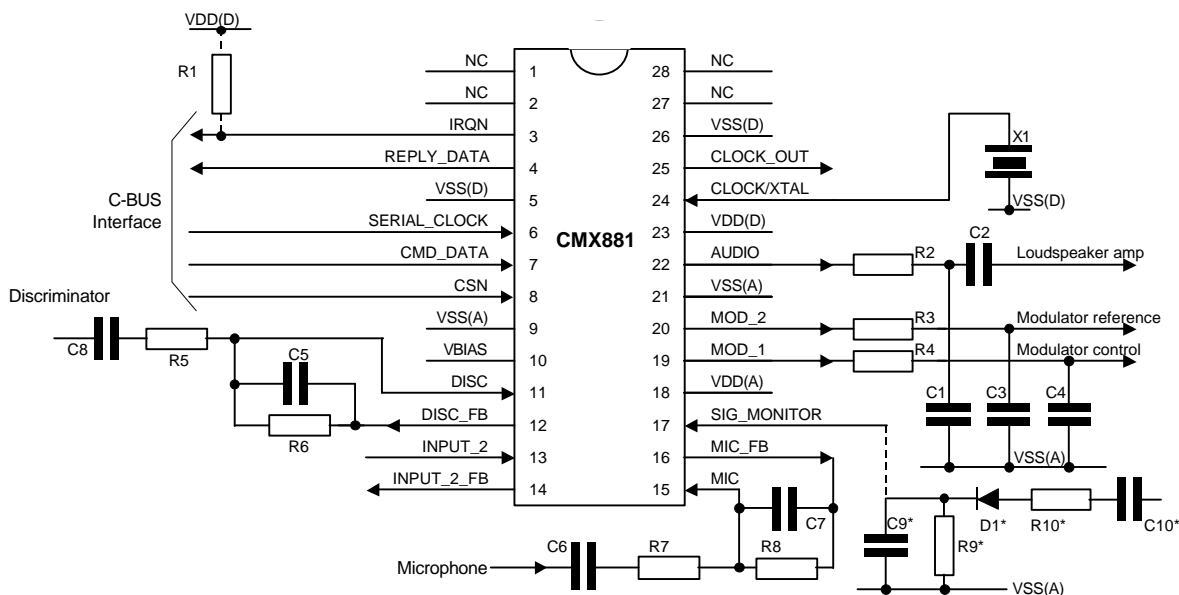 VDD(D)
R1
NC
1
28
NC
NC
2
27
NC
IRQN
3
26
VSS(D)
REPLY_DATA
4
25
CLOCK_OUT
X1
C-BUS
Interface
VSS(D)
5
24
CLOCK/XTAL
VSS(D)
SERIAL_CLOCK
6
CMX881
23
VDD(D)
CMD_DATA
7
22
AUDIO
R2
C2
Loudspeaker amp
CSN
8
21
VSS(A)
Discriminator
C8
R5
VSS(A)
9
20
MOD_2
R3
Modulator reference
VBIAS
10
19
MOD_1
R4
Modulator control
C5
DISC
11
18
VDD(A)
C1
C3
C4
R6
DISC_FB
12
17
SIG_MONITOR
INPUT_2
13
16
MIC_FB
VSS(A)
INPUT_2_FB
14
15
MIC
C7
C9*
R9*
D1*
R10*
C10*
Microphone
C6
R7
R8
VSS(A)